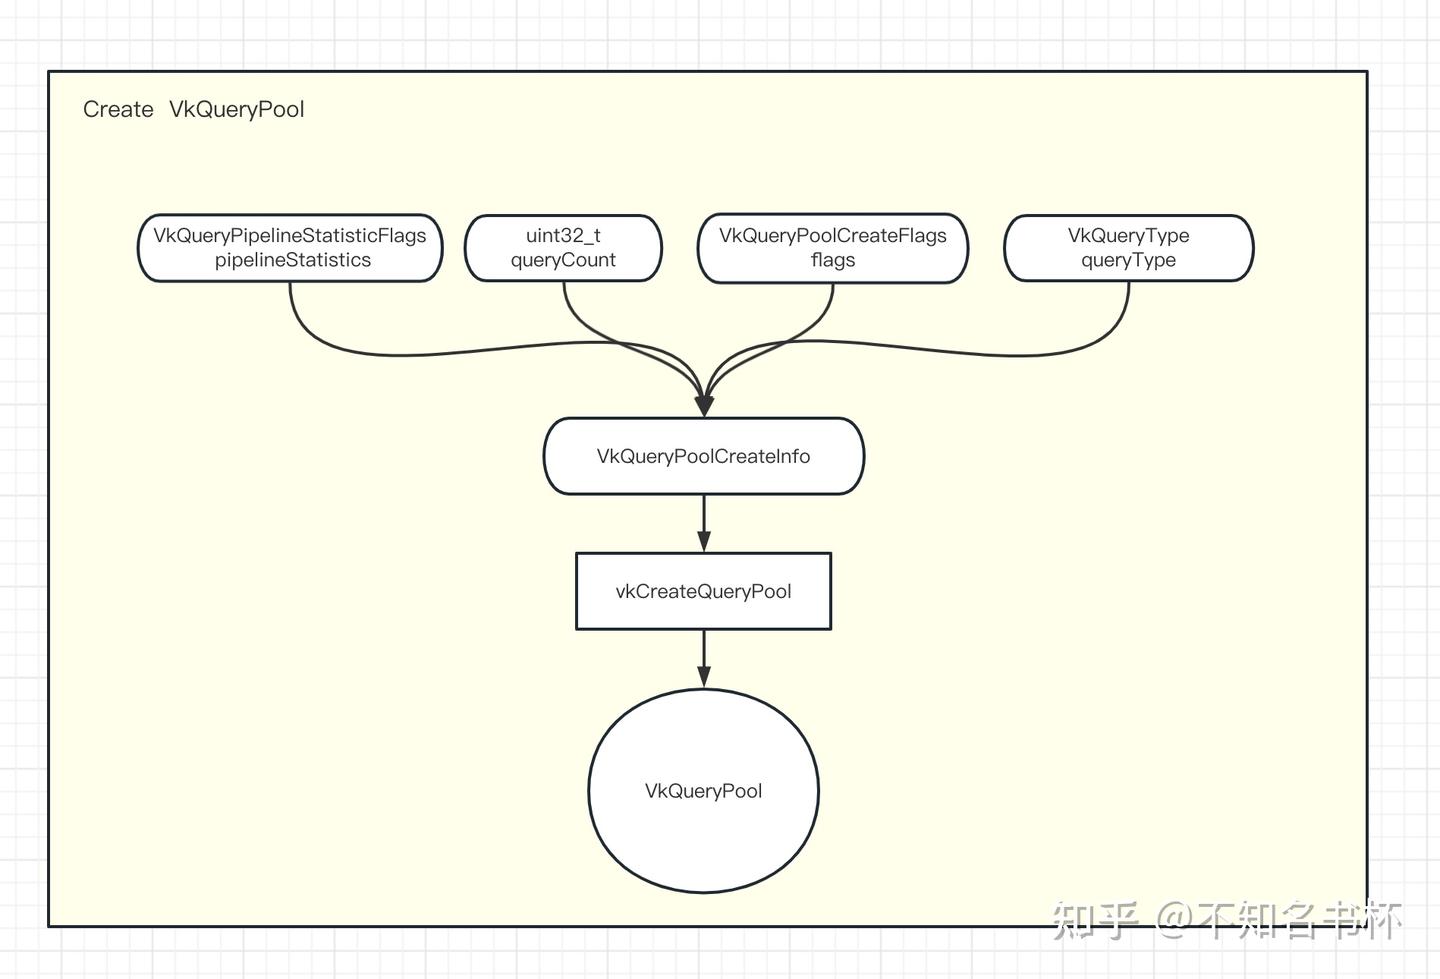 Create VkQueryPool
VkQueryPipelineStatisticFlags
pipelineStatistics
uint32_t
queryCount
VkQueryPoolCreateFlags
flags
VkQueryType
queryType
VkQueryPoolCreateInfo
vkCreateQueryPool
VkQueryPool
知乎 @不知名书杯